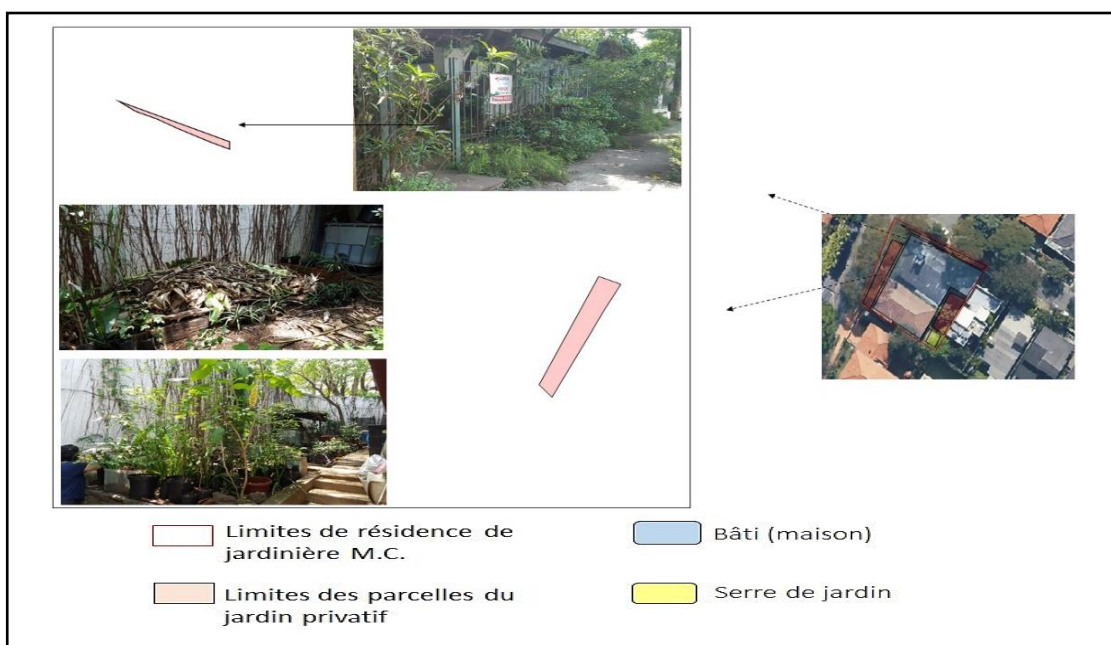 Limites de résidence de
jardinière M.C.
Bâti (maison)
Limites des parcelles du
jardin privatif
Serre de jardin